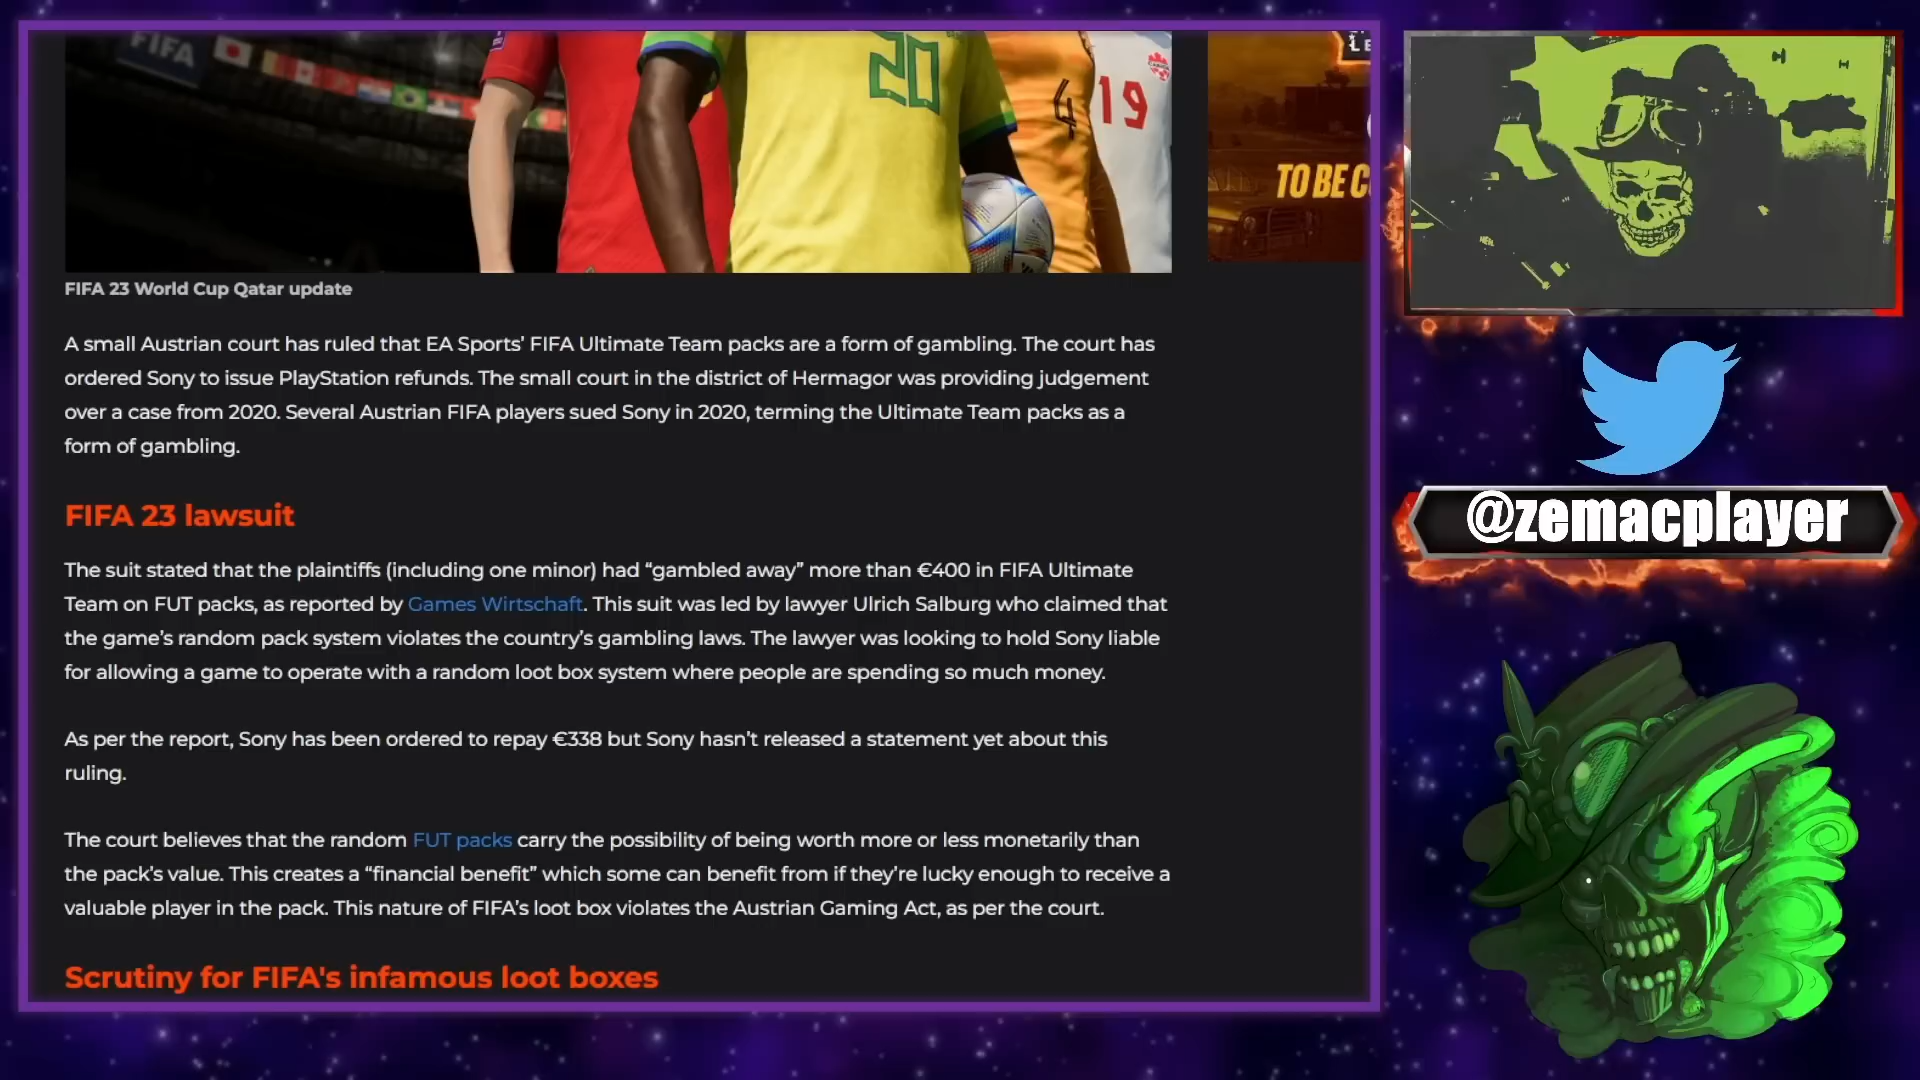 FIFA
20
4
19
CANADA
LE
TO BE C
FIFA 23 World Cup Qatar update
A small Austrian court has ruled that EA Sports’ FIFA Ultimate Team packs are a form of gambling. The court has
ordered Sony to issue PlayStation refunds. The small court in the district of Hermagor was providing judgement
over a case from 2020. Several Austrian FIFA players sued Sony in 2020, terming the Ultimate Team packs as a
form of gambling.
FIFA 23 lawsuit
The suit stated that the plaintiffs (including one minor) had “gambled away” more than €400 in FIFA Ultimate
Team on FUT packs, as reported by Games Wirtschaft. This suit was led by lawyer Ulrich Salburg who claimed that
the game’s random pack system violates the country’s gambling laws. The lawyer was looking to hold Sony liable
for allowing a game to operate with a random loot box system where people are spending so much money.
As per the report, Sony has been ordered to repay €338 but Sony hasn’t released a statement yet about this
ruling.
The court believes that the random FUT packs carry the possibility of being worth more or less monetarily than
the pack’s value. This creates a “financial benefit” which some can benefit from if they’re lucky enough to receive a
valuable player in the pack. This nature of FIFA’s loot box violates the Austrian Gaming Act, as per the court.
Scrutiny for FIFA's infamous loot boxes
@zemacplayer